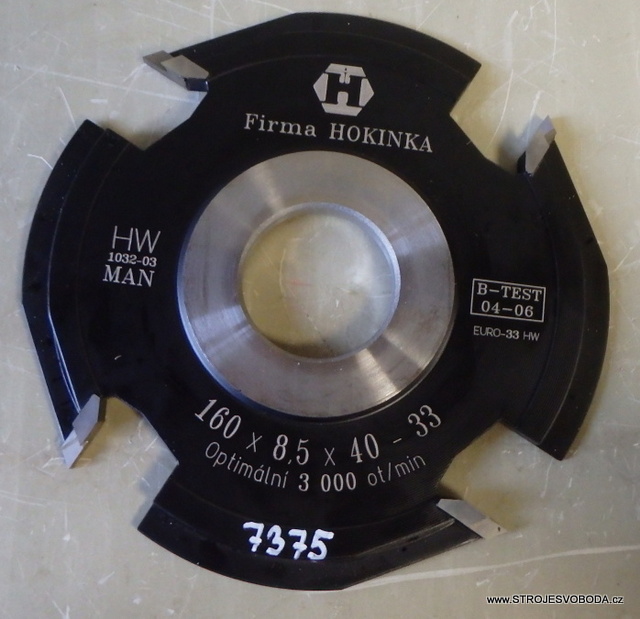 H
Firma HOKINKA
HW
1032-03
MAN
B-TEST
04-06
EURO-33 HW
160 x 8,5 x 40 - 33
Optimální 3 000 ot/min
7375
www.STROJESVOBODA.cz